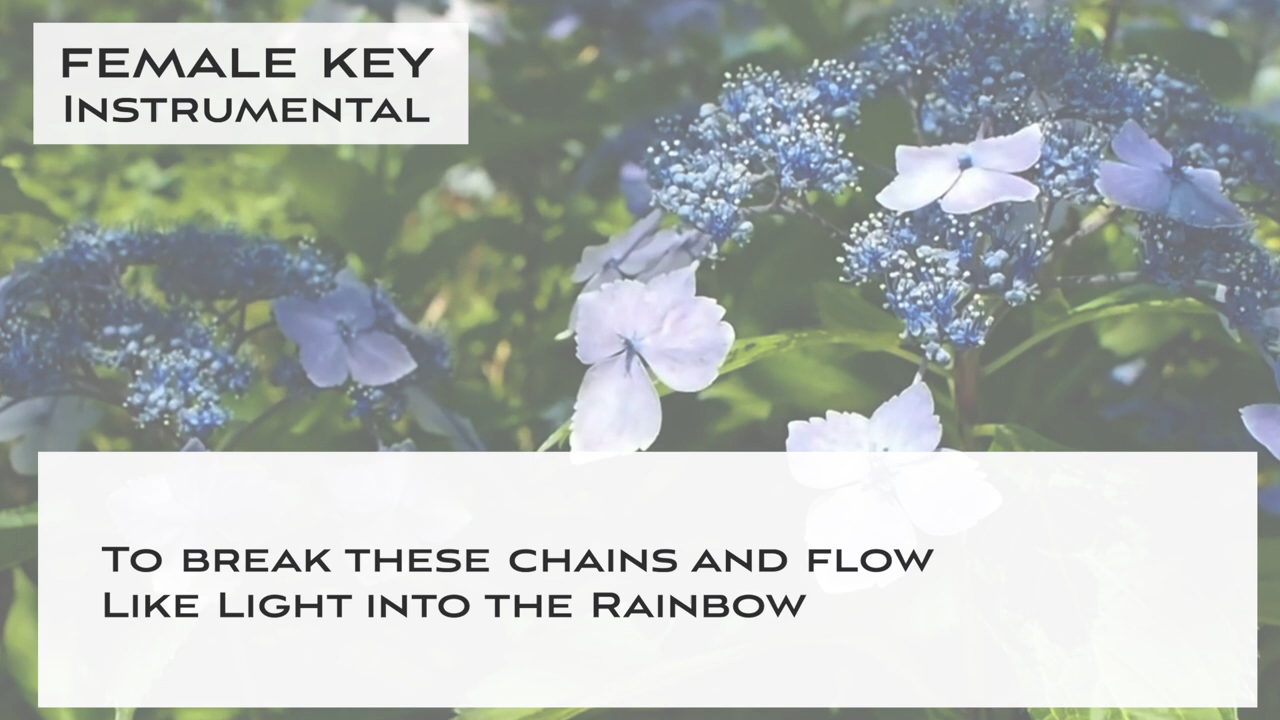 FEMALE KEY
INSTRUMENTAL
TO BREAK THESE CHAINS AND FLOW
LIKE LIGHT INTO THE RAINBOW